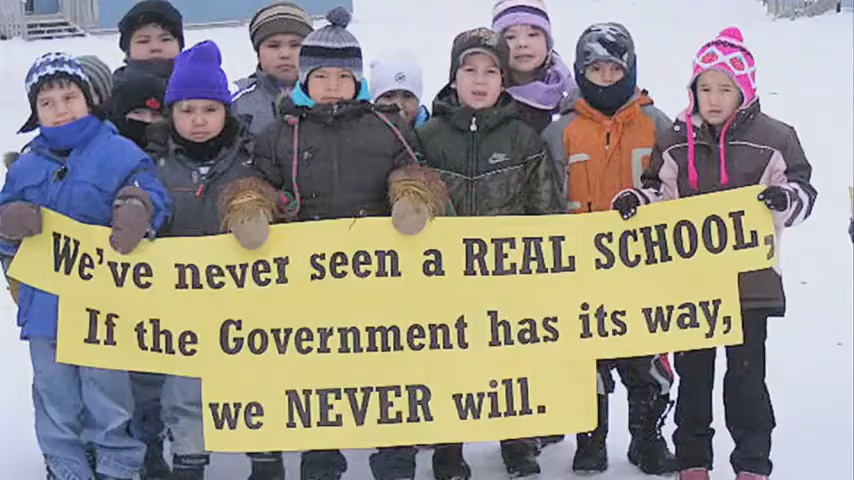 We've never seen a REAL SCHOOL,
If the Government has its way,
we NEVER will.